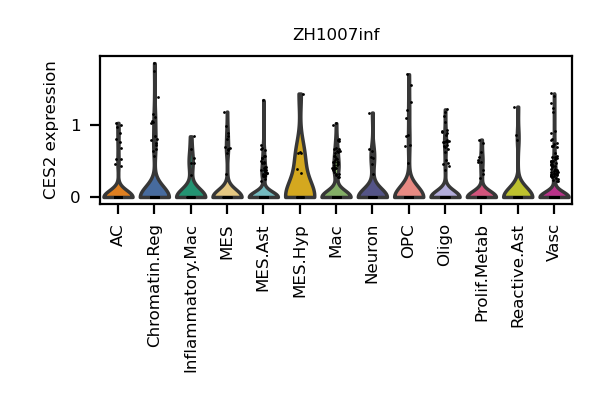 ZH1007inf
CES2 expression
1
0
AC
Chromatin.Reg
Inflammatory.Mac
MES
MES.Ast
MES.Hyp
Mac
Neuron
OPC
Oligo
Prolif.Metab
Reactive.Ast
Vasc